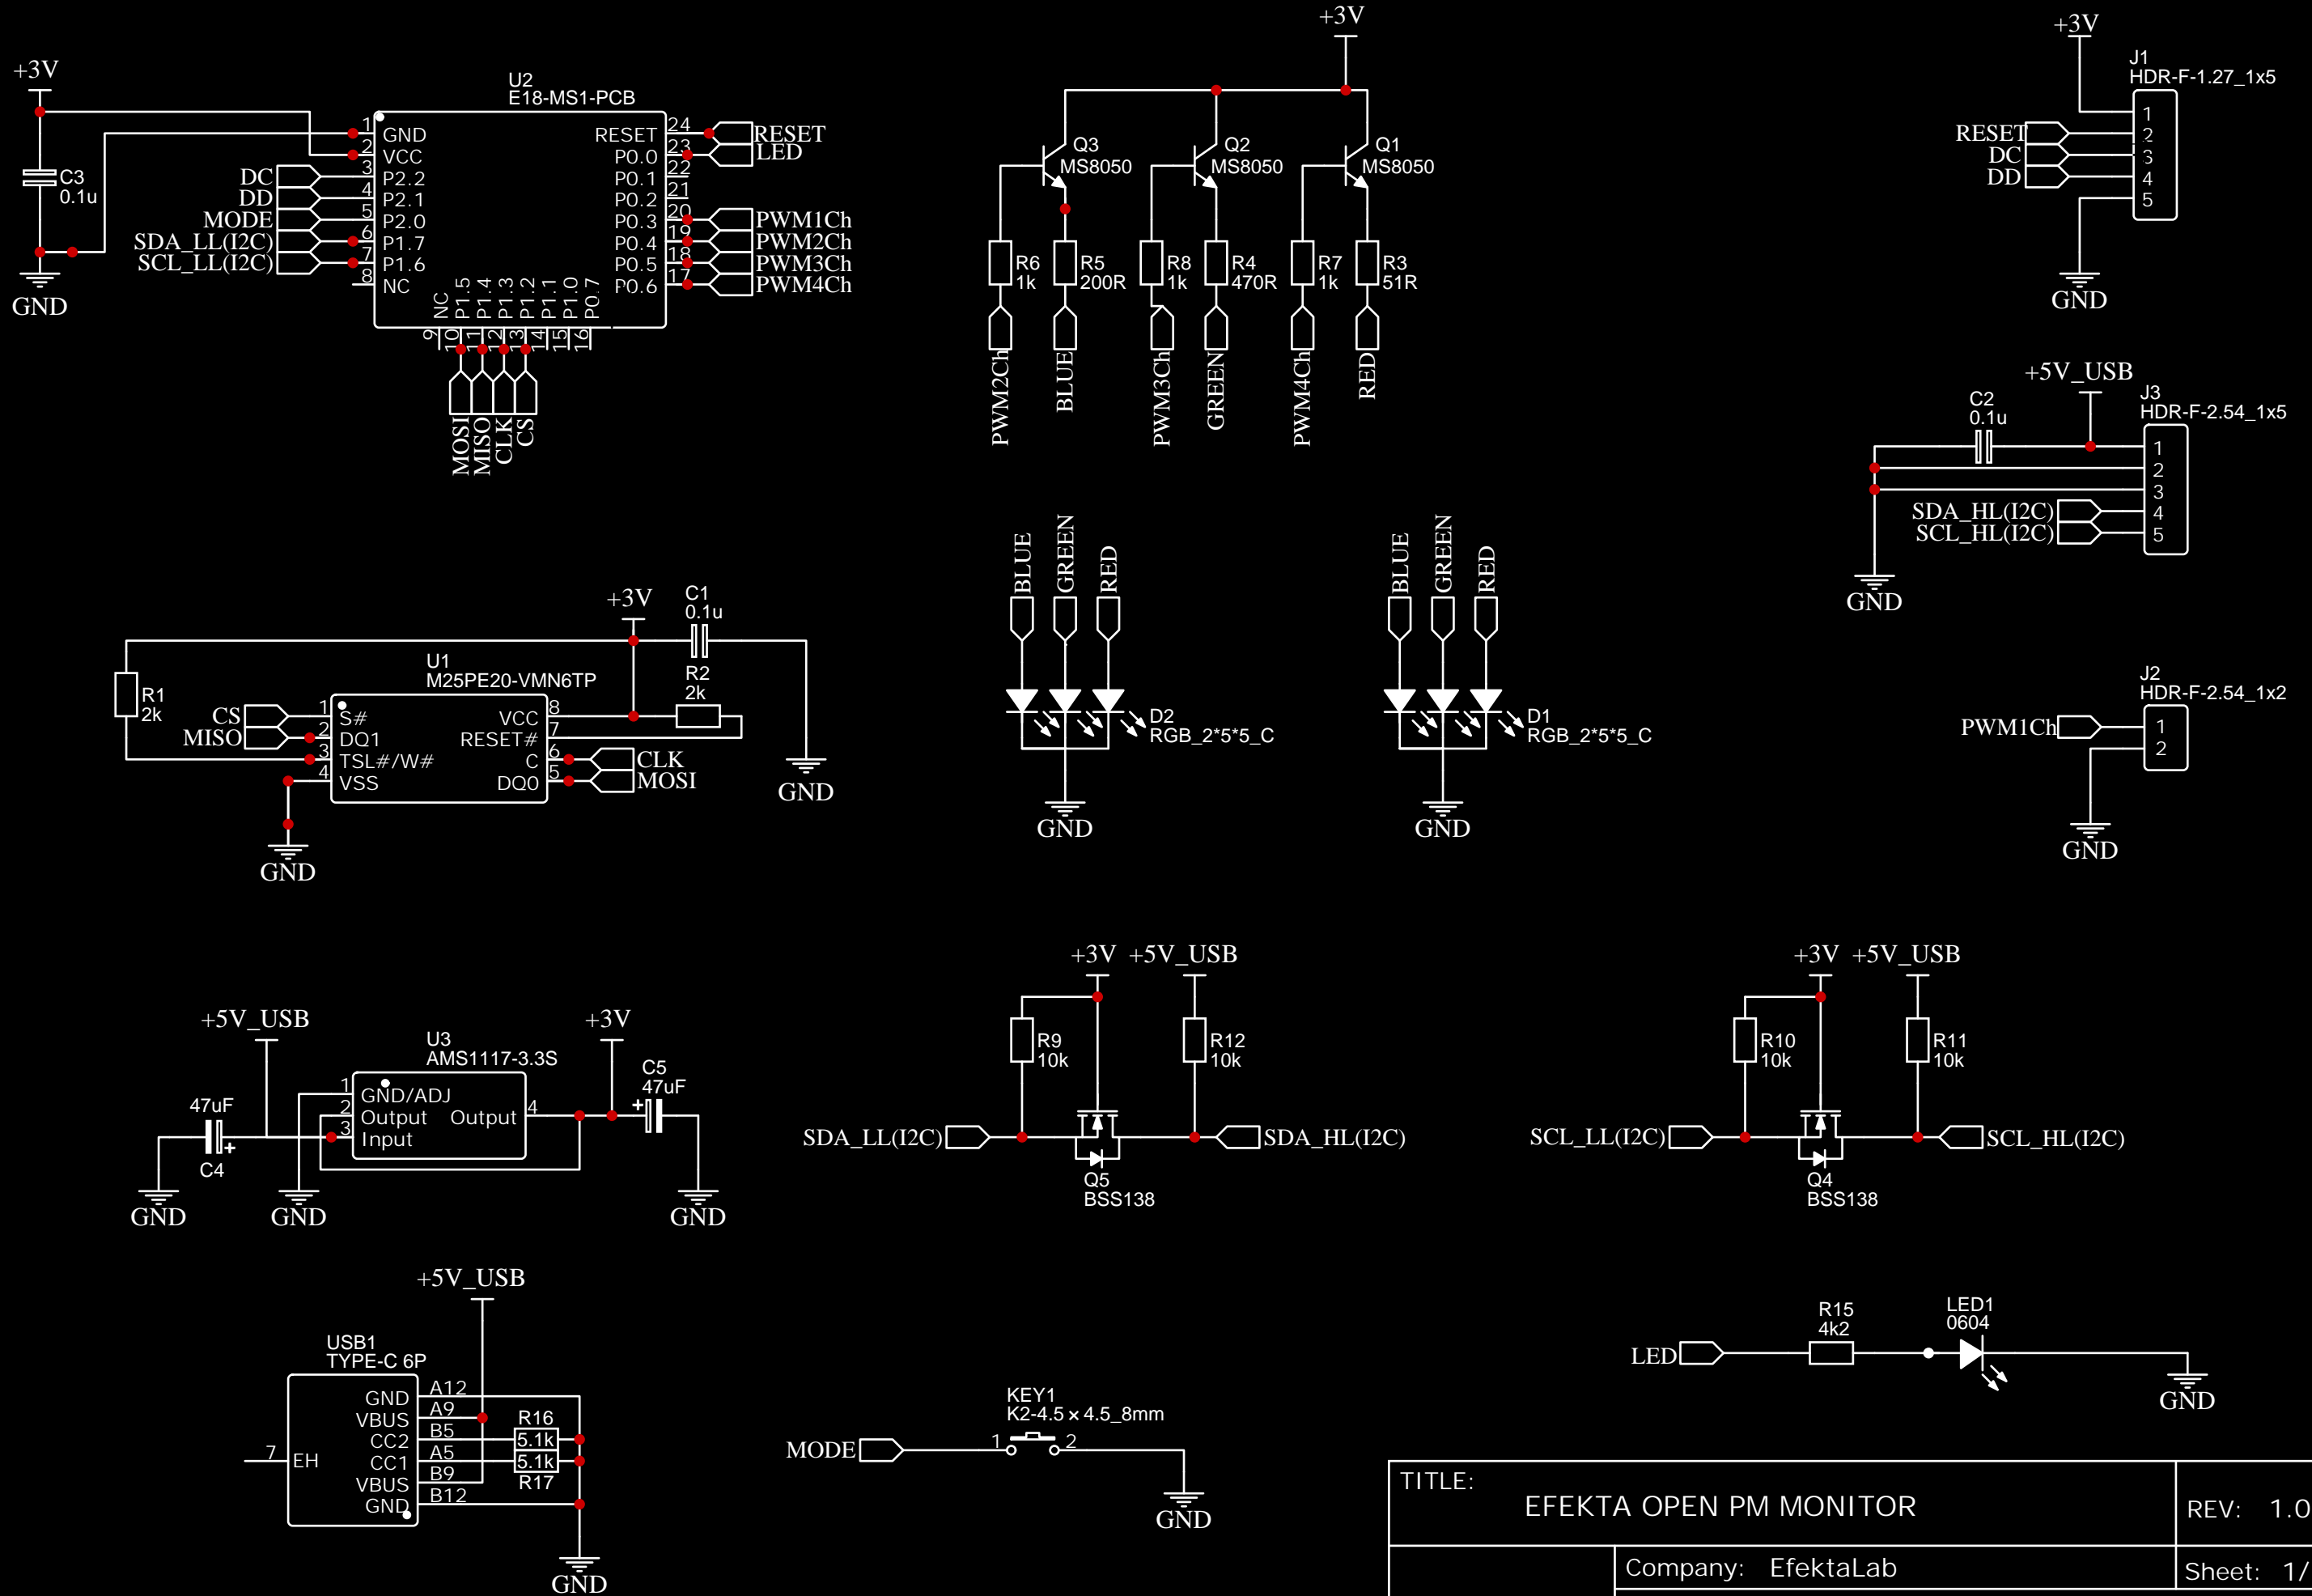 +3V
U2
E18-MS1-PCB
1 GND
2 VCC
3 P2.2
4 P2.1
5 P2.0
6 P1.7
7 P1.6
8 NC
RESET 24
P0.0 23
P0.1 22
P0.2 21
P0.3 20
P0.4 19
P0.5 18
P0.6 17
NC 9
P1.5 10
P1.4 11
P1.3 12
P1.2 13
P1.1 14
P1.0 15
P0.7 16
C3
0.1u
GND
DC
DD
MODE
SDA_LL(I2C)
SCL_LL(I2C)
RESET
LED
PWM1Ch
PWM2Ch
PWM3Ch
PWM4Ch
MOSI
MISO
CLK
CS
+3V
Q3
MS8050
Q2
MS8050
Q1
MS8050
R6
1k
R5
200R
R8
1k
R4
470R
R7
1k
R3
51R
PWM2Ch
BLUE
PWM3Ch
GREEN
PWM4Ch
RED
+3V
J1
HDR-F-1.27_1x5
1
2
3
4
5
RESET
DC
DD
GND
+5V_USB
C2
0.1u
J3
HDR-F-2.54_1x5
1
2
3
4
5
SDA_HL(I2C)
SCL_HL(I2C)
GND
+3V
C1
0.1u
U1
M25PE20-VMN6TP
R2
2k
R1
2k
CS
MISO
1 S#
2 DQ1
3 TSL#/W#
4 VSS
VCC 8
RESET# 7
C 6
DQ0 5
CLK
MOSI
GND
GND
BLUE
GREEN
RED
D2
RGB_2*5*5_C
GND
BLUE
GREEN
RED
D1
RGB_2*5*5_C
GND
J2
HDR-F-2.54_1x2
PWM1Ch
1
2
GND
+5V_USB
+3V
U3
AMS1117-3.3S
1 GND/ADJ
2 Output
3 Input
Output 4
47uF
C4
C5
47uF
+
+
GND
GND
GND
+3V
+5V_USB
R9
10k
R12
10k
SDA_LL(I2C)
SDA_HL(I2C)
Q5
BSS138
+3V
+5V_USB
R10
10k
R11
10k
SCL_LL(I2C)
SCL_HL(I2C)
Q4
BSS138
+5V_USB
USB1
TYPE-C 6P
7 EH
GND A12
VBUS A9
CC2 B5
CC1 A5
VBUS B9
GND B12
R16
5.1k
5.1k
R17
GND
KEY1
K2-4.5×4.5_8mm
MODE
1
2
GND
R15
4k2
LED1
0604
LED
GND
TITLE:
EFEKTA OPEN PM MONITOR
REV: 1.0
Company: EfektaLab
Sheet: 1/